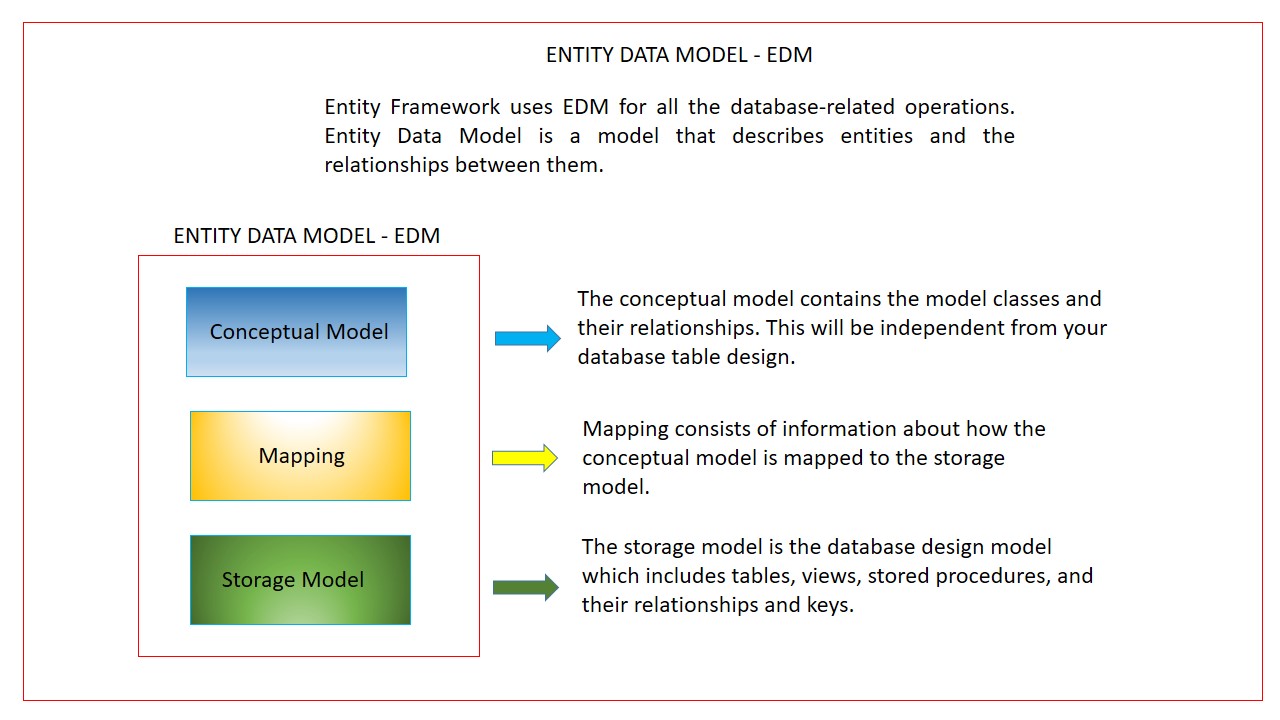 ENTITY DATA MODEL - EDM
Entity Framework uses EDM for all the database-related operations.
Entity Data Model is a model that describes entities and the
relationships between them.
ENTITY DATA MODEL - EDM
Conceptual Model
The conceptual model contains the model classes and
their relationships. This will be independent from your
database table design.
Mapping
Mapping consists of information about how the
conceptual model is mapped to the storage
model.
Storage Model
The storage model is the database design model
which includes tables, views, stored procedures, and
their relationships and keys.